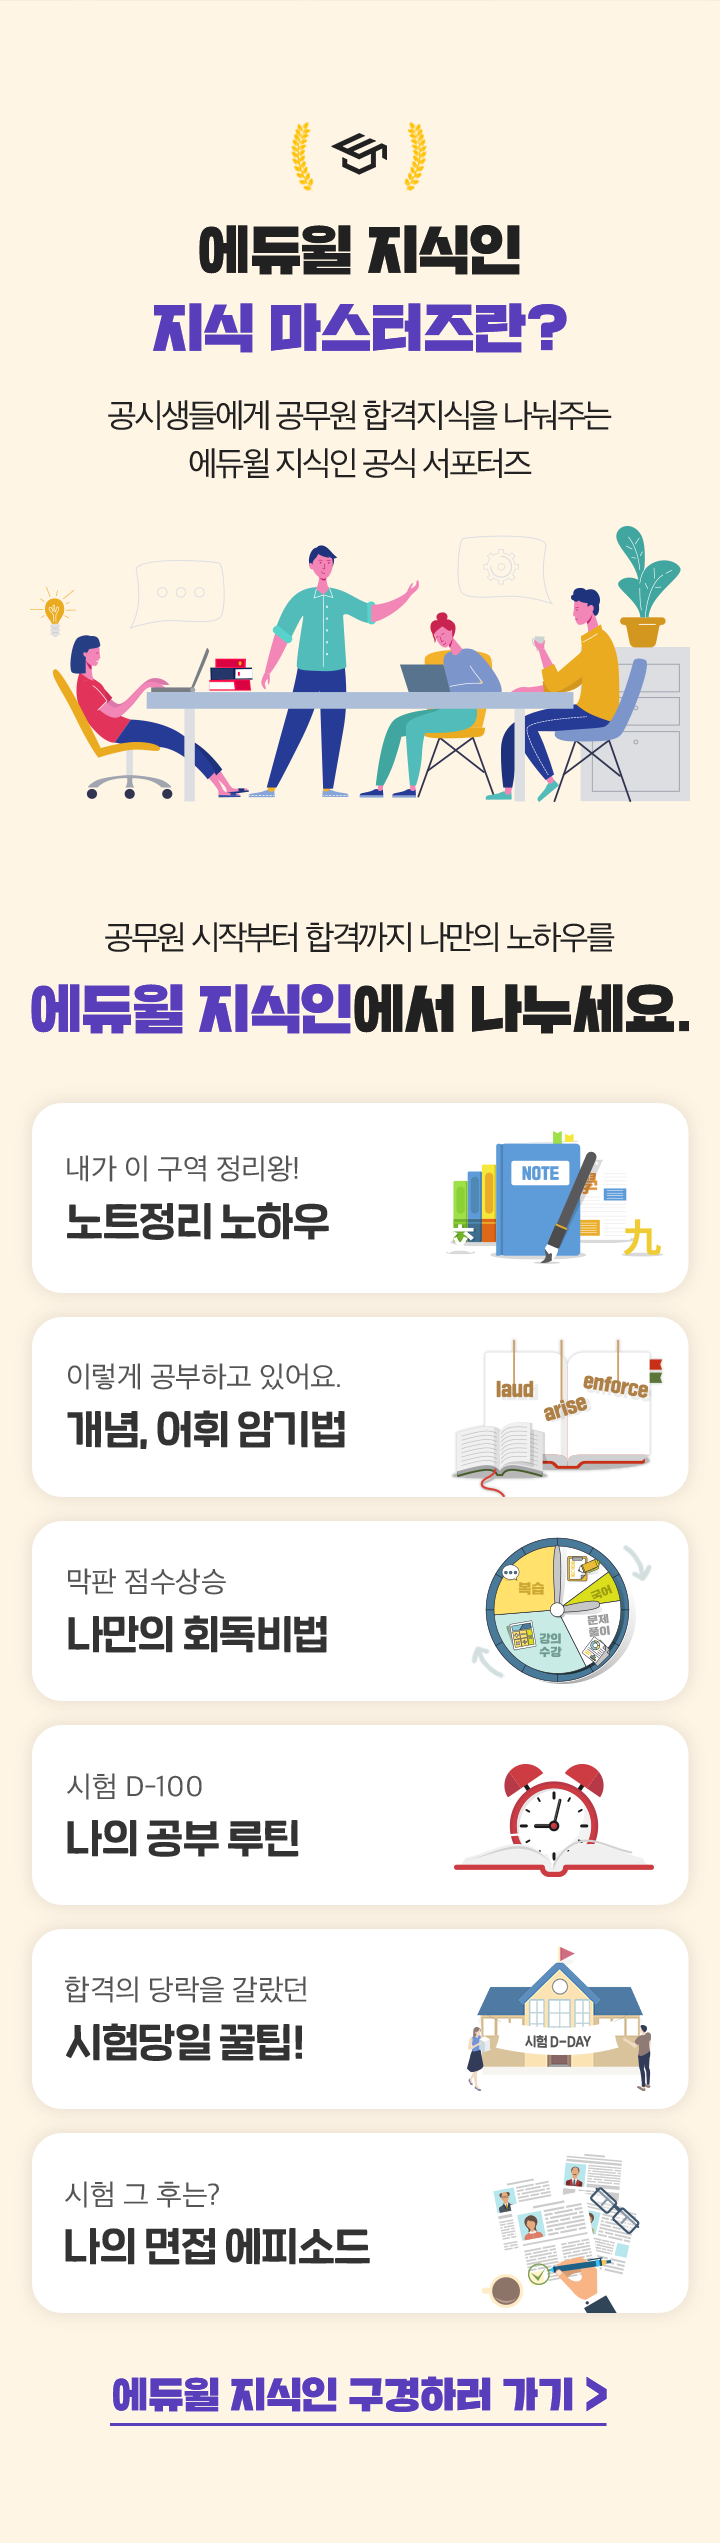 에듀윌 지식인
지식 마스터즈란?
공시생들에게 공무원 합격지식을 나눠주는
에듀윌 지식인 공식 서포터즈
공무원 시작부터 합격까지 나만의 노하우를
에듀윌 지식인에서 나누세요.
내가 이 구역 정리왕!
노트정리 노하우
NOTE
學
九
이렇게 공부하고 있어요.
개념, 어휘 암기법
laud
arise
enforce
막판 점수상승
나만의 회독비법
복습
국어
문제
풀이
강의
수강
시험 D-100
나의 공부 루틴
합격의 당락을 갈랐던
시험당일 꿀팁!
시험 D-DAY
시험 그 후는?
나의 면접 에피소드
에듀윌 지식인 구경하러 가기 >